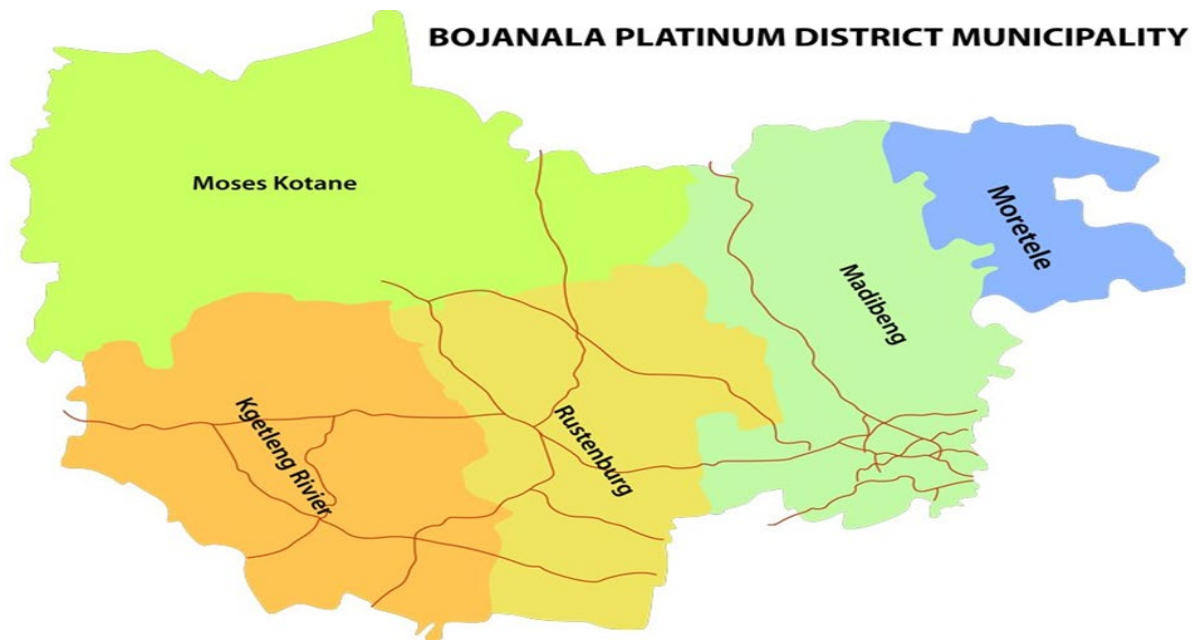 BOJANALA PLATINUM DISTRICT MUNICIPALITY
Moses Kotane
Moretele
Madibeng
Kgetleng Rivier
Rustenburg